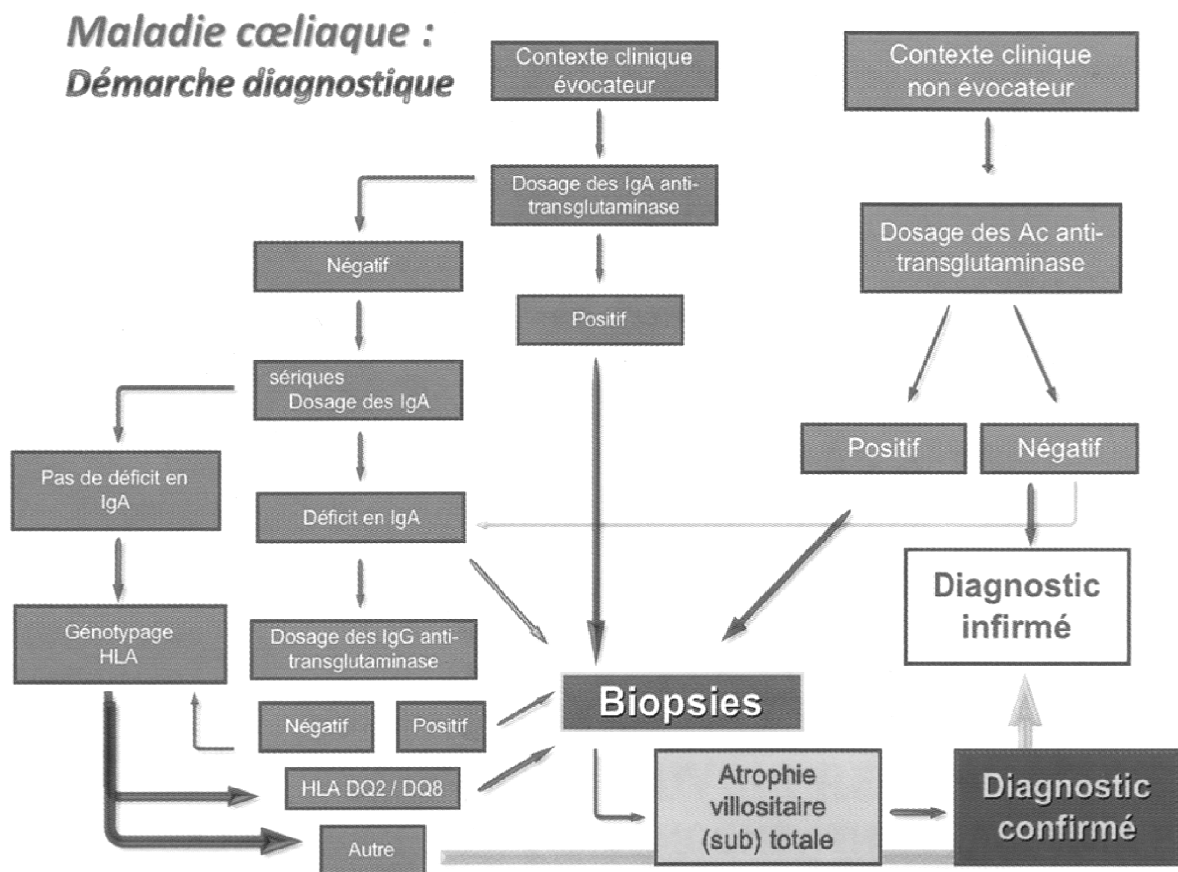 Maladie cœliaque :
Démarche diagnostique
Contexte clinique
évocateur
Contexte clinique
non évocateur
Dosage des IgA anti-
transglutaminase
Dosage des Ac anti-
transglutaminase
Négatif
Positif
sériques
Dosage des IgA
Positif
Négatif
Pas de déficit en
IgA
Déficit en IgA
Diagnostic
infirmé
Génotypage
HLA
Dosage des IgG anti-
transglutaminase
Biopsies
Négatif
Positif
HLA DQ2 / DQ8
Autre
Atrophie
villositaire
(sub) totale
Diagnostic
confirmé